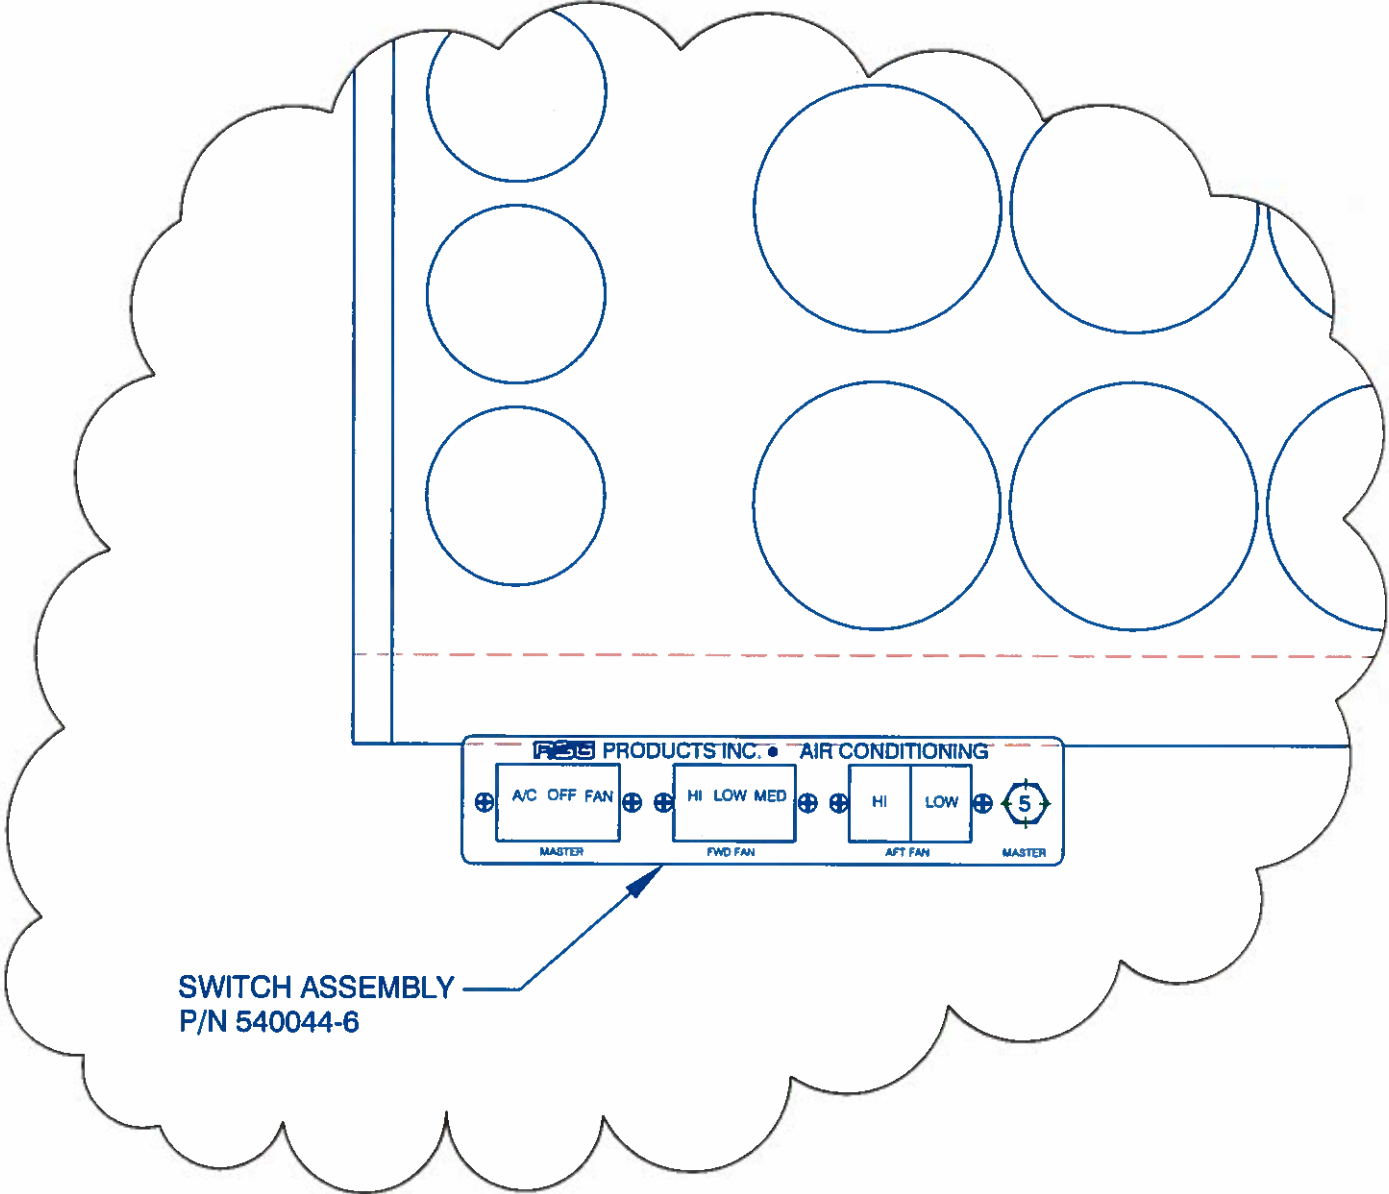 RSG PRODUCTS INC. • AIR CONDITIONING
A/C OFF FAN
HI LOW MED
HI LOW
5
MASTER
FWD FAN
AFT FAN
MASTER
SWITCH ASSEMBLY
P/N 540044-6